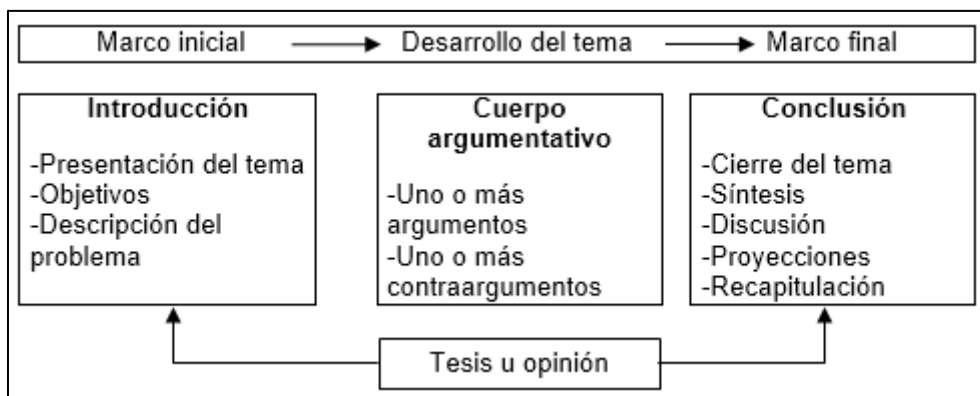 Marco inicial
Desarrollo del tema
Marco final
Introducción
-Presentación del tema
-Objetivos
-Descripción del
problema
Cuerpo
argumentativo
-Uno o más
argumentos
-Uno o más
contraargumentos
Conclusión
-Cierre del tema
-Síntesis
-Discusión
-Proyecciones
-Recapitulación
Tesis u opinión